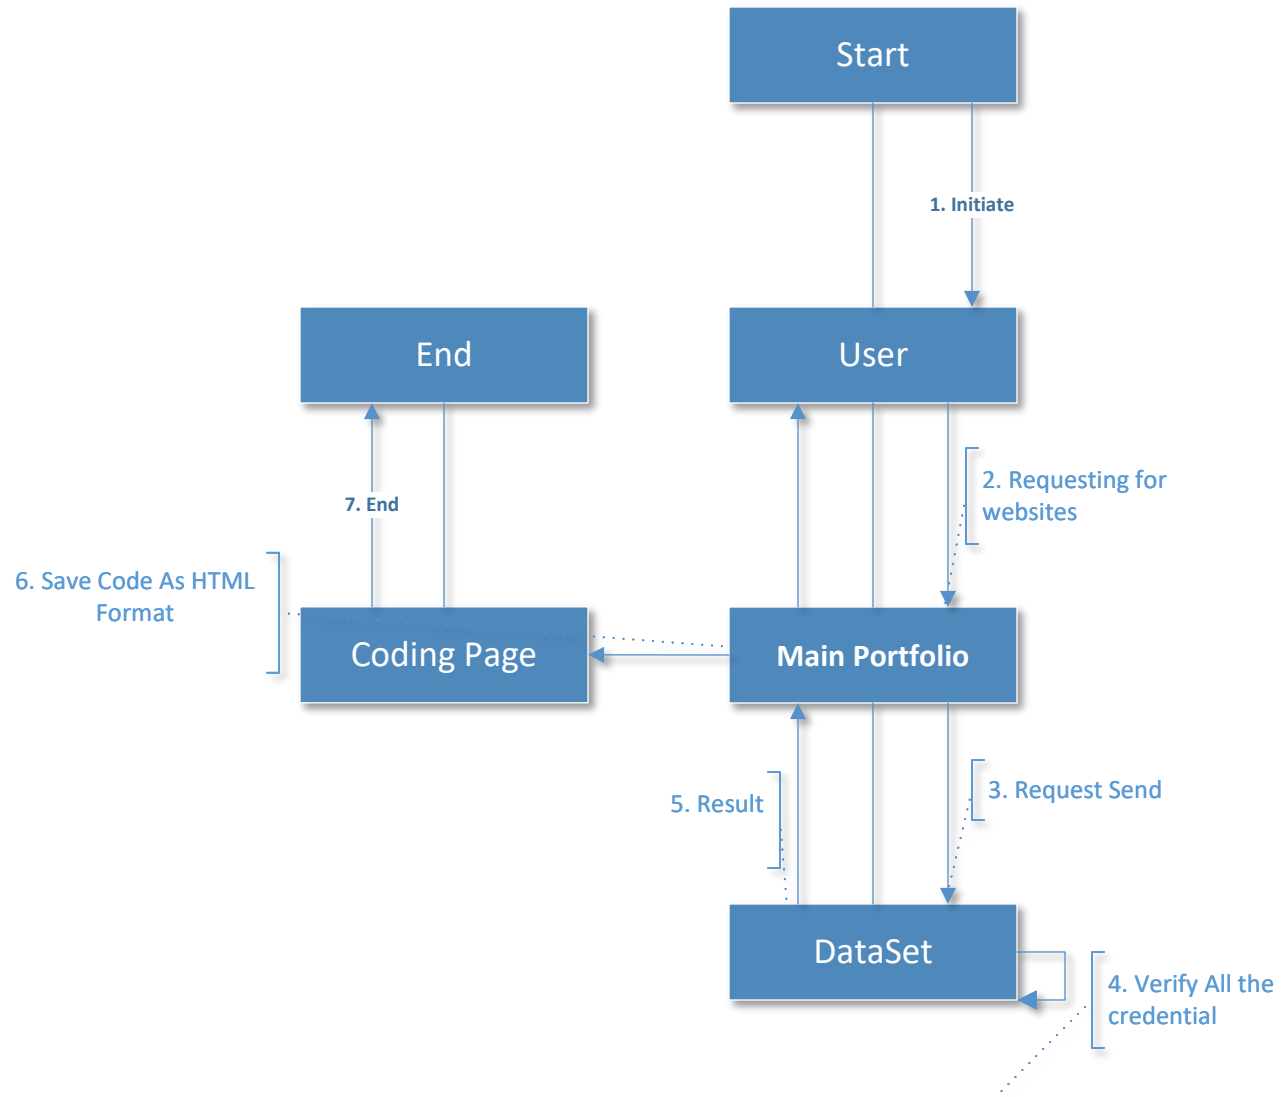 Start
1. Initiate
End
User
2. Requesting for
websites
7. End
6. Save Code As HTML
Format
Coding Page
Main Portfolio
5. Result
3. Request Send
DataSet
4. Verify All the
credential